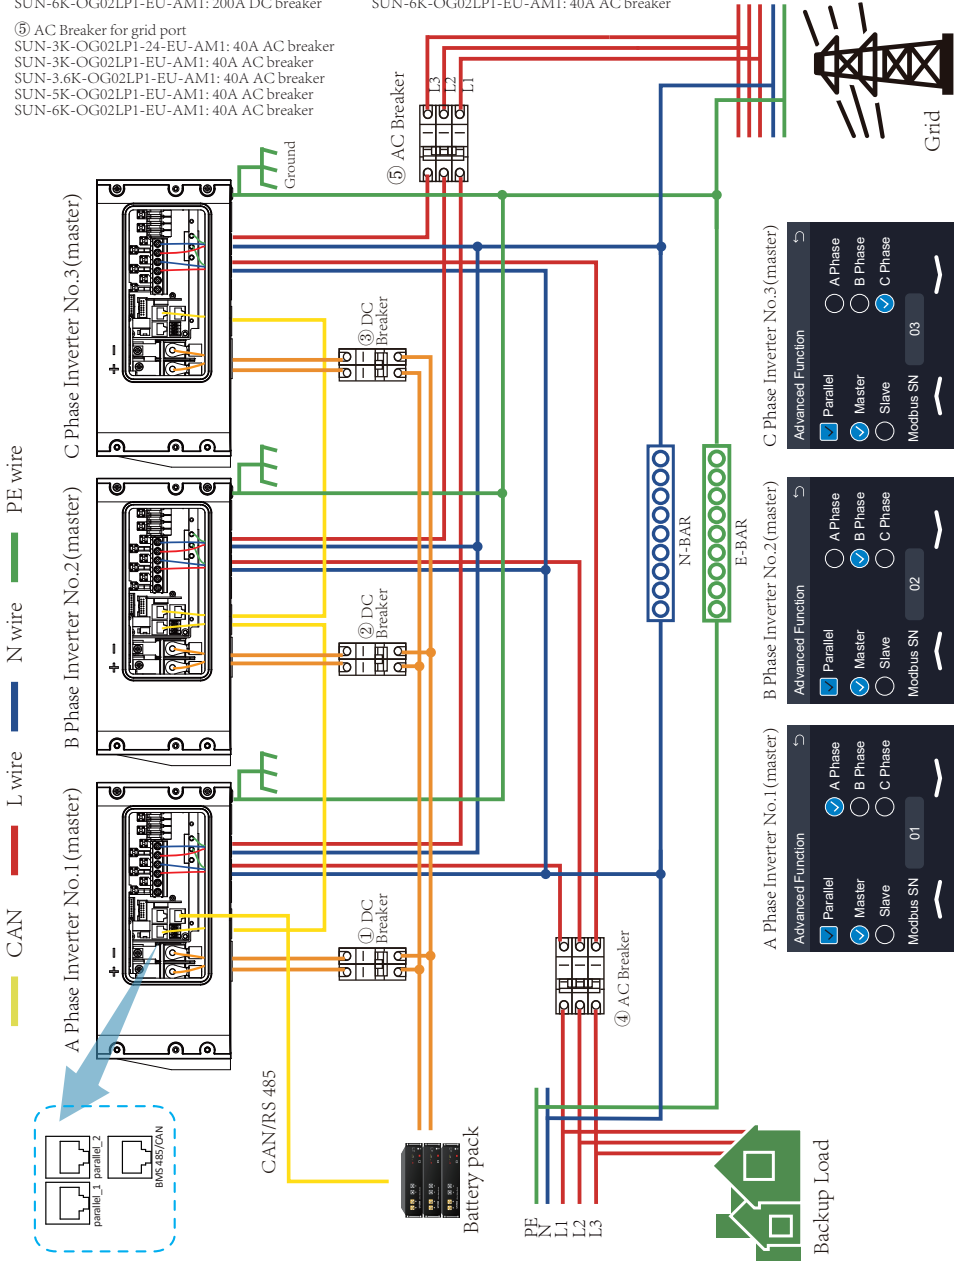 SUN-6K-OG02LP1-EU-AM1: 200A DC breaker
SUN-6K-OG02LP1-EU-AM1: 40A AC breaker
⑤ AC Breaker for grid port
SUN-3K-OG02LP1-24-EU-AM1: 40A AC breaker
SUN-3K-OG02LP1-EU-AM1: 40A AC breaker
SUN-3.6K-OG02LP1-EU-AM1: 40A AC breaker
SUN-5K-OG02LP1-EU-AM1: 40A AC breaker
SUN-6K-OG02LP1-EU-AM1: 40A AC breaker
CAN
L wire
N wire
PE wire
A Phase Inverter No.1(master)
B Phase Inverter No.2(master)
C Phase Inverter No.3(master)
+ -
+ -
+ -
Ground
parallel_1
parallel_2
BMS 485/CAN
CAN/RS 485
Battery pack
① DC
Breaker
② DC
Breaker
③ DC
Breaker
④ AC Breaker
⑤ AC Breaker
L3
L2
L1
PE
N
L1
L2
L3
Backup Load
N-BAR
E-BAR
Grid
A Phase Inverter No.1(master)
Advanced Function
Parallel
A Phase
Master
B Phase
Slave
C Phase
Modbus SN
01
B Phase Inverter No.2(master)
Advanced Function
Parallel
A Phase
Master
B Phase
Slave
C Phase
Modbus SN
02
C Phase Inverter No.3(master)
Advanced Function
Parallel
A Phase
Master
B Phase
Slave
C Phase
Modbus SN
03